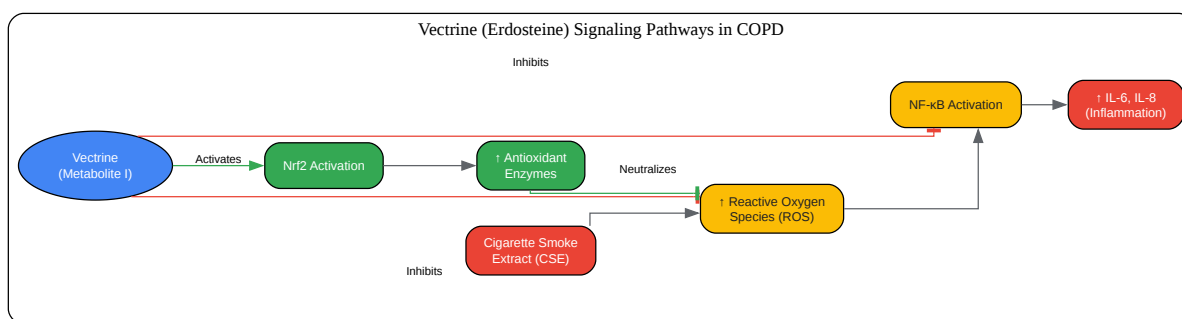 Vectrine (Erdosteine) Signaling Pathways in COPD
Inhibits
NF-κB Activation
↑ IL-6, IL-8
(Inflammation)
Vectrine
(Metabolite I)
Activates
Nrf2 Activation
↑ Antioxidant
Enzymes
Neutralizes
↑ Reactive Oxygen
Species (ROS)
Cigarette Smoke
Extract (CSE)
Inhibits